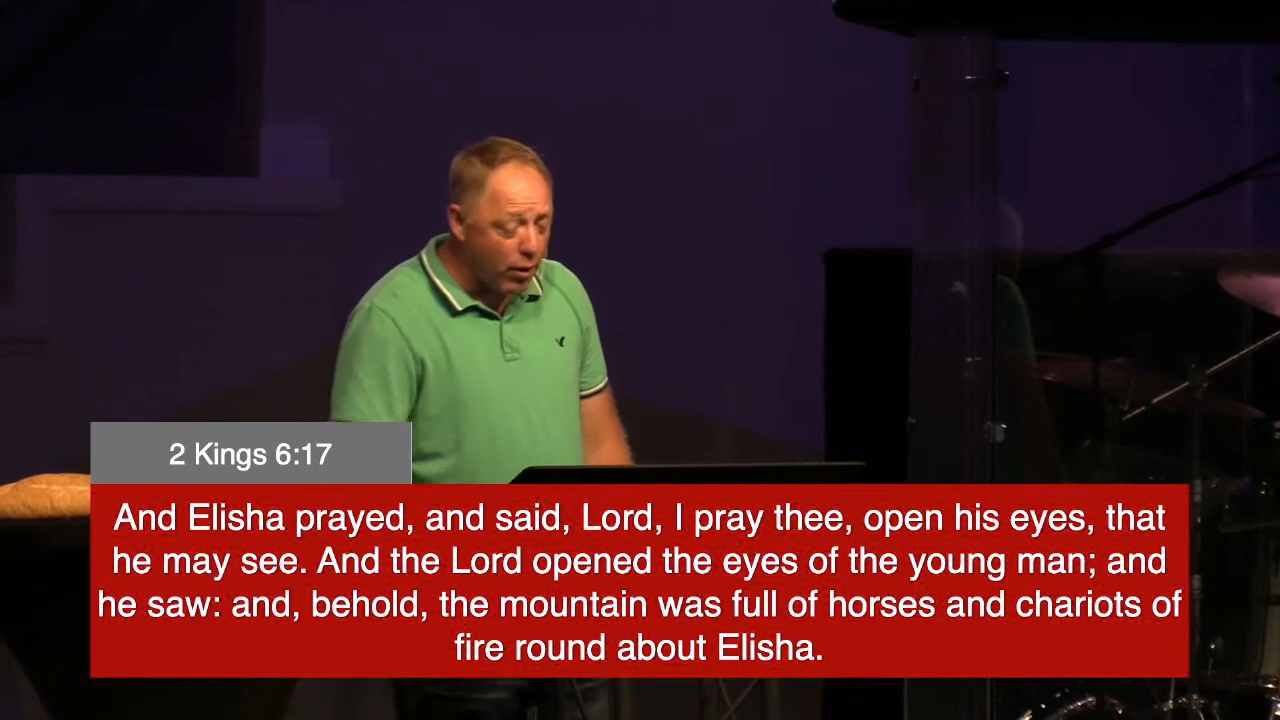 2 Kings 6:17
And Elisha prayed, and said, Lord, I pray thee, open his eyes, that
he may see. And the Lord opened the eyes of the young man; and
he saw: and, behold, the mountain was full of horses and chariots of
fire round about Elisha.